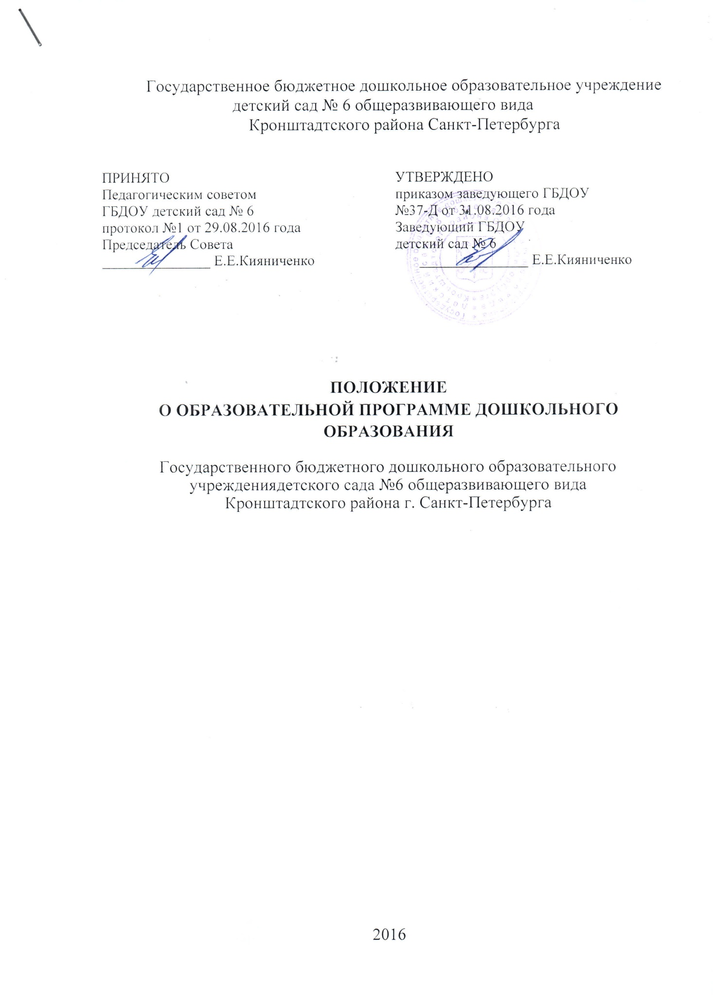 Государственное бюджетное дошкольное образовательное учреждение
детский сад № 6 общеразвивающего вида
Кронштадтского района Санкт-Петербурга
ПРИНЯТО
Педагогическим советом
ГБДОУ детский сад № 6
протокол №1 от 29.08.2016 года
Председатель Совета
Е.Е.Кияниченко
УТВЕРЖДЕНО
приказом заведующего ГБДОУ
№37-Д от 31.08.2016 года
Заведующий ГБДОУ
детский сад № 6
Е.Е.Кияниченко
ПОЛОЖЕНИЕ
О ОБРАЗОВАТЕЛЬНОЙ ПРОГРАММЕ ДОШКОЛЬНОГО
ОБРАЗОВАНИЯ
Государственного бюджетного дошкольного образовательного
учреждениядетского сада №6 общеразвивающего вида
Кронштадтского района г. Санкт-Петербурга
2016